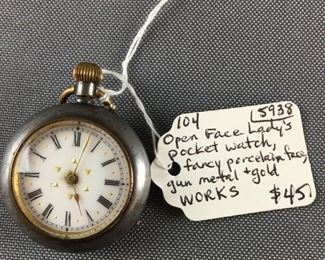 104 5938
Open Face Lady's
pocket watch,
fancy porcelain face,
gun metal + gold
WORKS $45